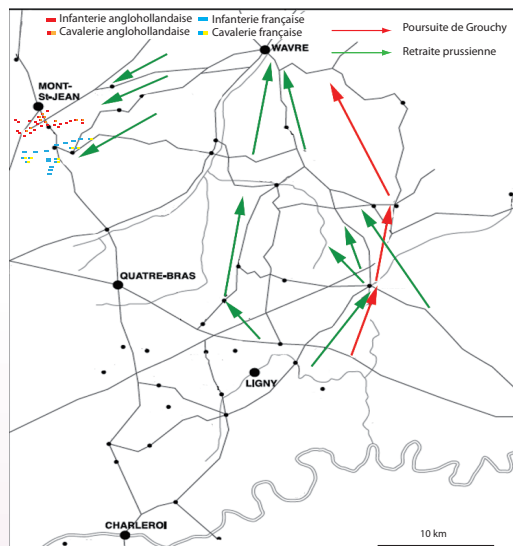 Infanterie anglohollandaise
Cavalerie anglohollandaise
Infanterie française
Cavalerie française
Poursuite de Grouchy
Retraite prussienne
WAVRE
MONT-
St-JEAN
QUATRE-BRAS
LIGNY
CHARLEROI
10 km